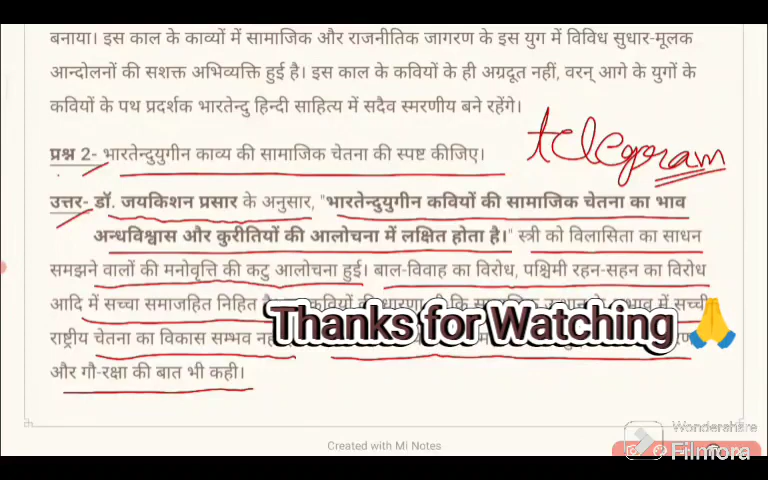 बनाया। इस काल के काव्यों में सामाजिक और राजनीतिक जागरण के इस युग में विविध सुधार-मूलक
आन्दोलनों की सशक्त अभिव्यक्ति हुई है। इस काल के कवियों के ही अग्रदूत नहीं, वरन् आगे के युगों के
कवियों के पथ प्रदर्शक भारतेन्दु हिन्दी साहित्य में सदैव स्मरणीय बने रहेंगे।
telegram
प्रश्न 2- भारतेन्दुयुगीन काव्य की सामाजिक चेतना की स्पष्ट कीजिए।
उत्तर- डॉ. जयकिशन प्रसार के अनुसार, "भारतेन्दुयुगीन कवियों की सामाजिक चेतना का भाव
अन्धविश्वास और कुरीतियों की आलोचना में लक्षित होता है।" स्त्री को विलासिता का साधन
समझने वालों की मनोवृत्ति की कटु आलोचना हुई। बाल-विवाह का विरोध, पश्चिमी रहन-सहन का विरोध
आदि में सच्चा समाजहित निहित में सच्ची
Thanks for Watching 🙏
राष्ट्रीय चेतना का विकास सम्भव
और गौ-रक्षा की बात भी कही।
Created with Mi Notes
Wondershare
Filmora